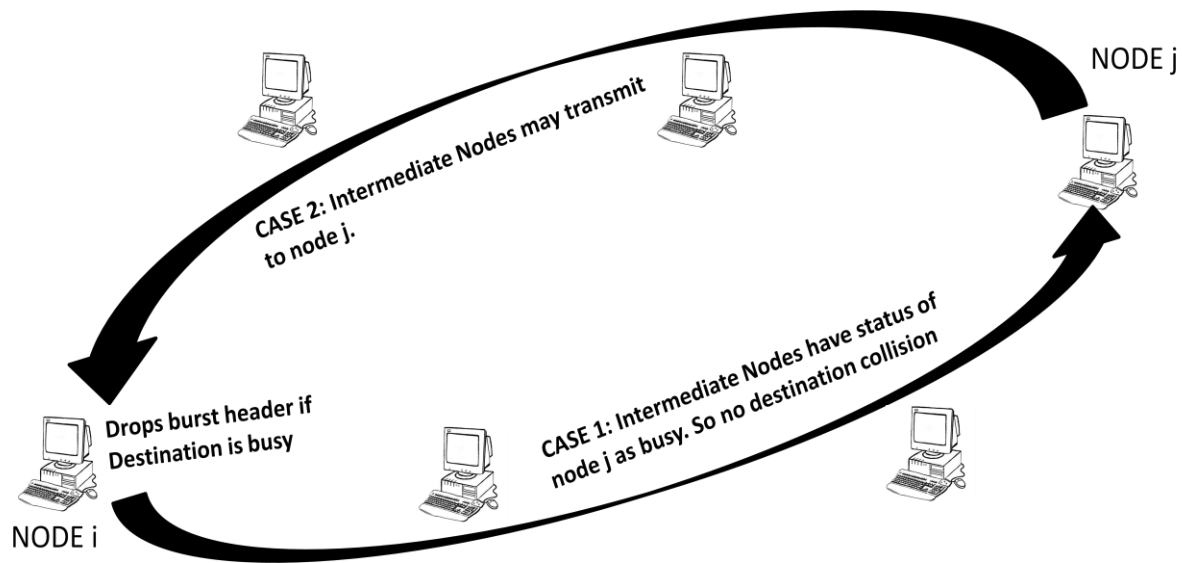 NODE j
CASE 2: Intermediate Nodes may transmit
to node j.
CASE 1: Intermediate Nodes have status of
node j as busy. So no destination collision
Drops burst header if
Destination is busy
NODE i